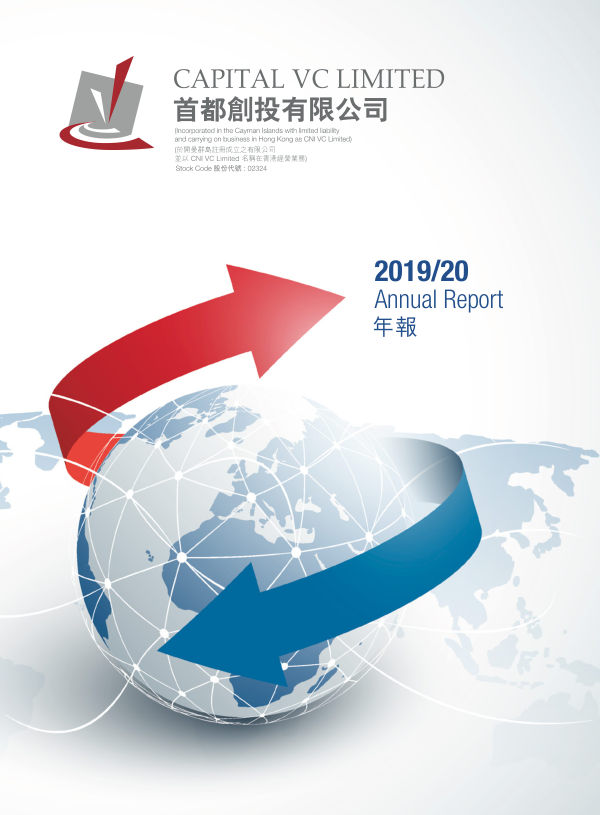 CAPITAL VC LIMITED
首都創投有限公司
(Incorporated in the Cayman Islands with limited liability
and carrying on business in Hong Kong as CNI VC Limited)
(於開曼群島註冊成立之有限公司
並以 CNI VC Limited 名稱在香港經營業務)
Stock Code 股份代號 : 02324
2019/20
Annual Report
年報